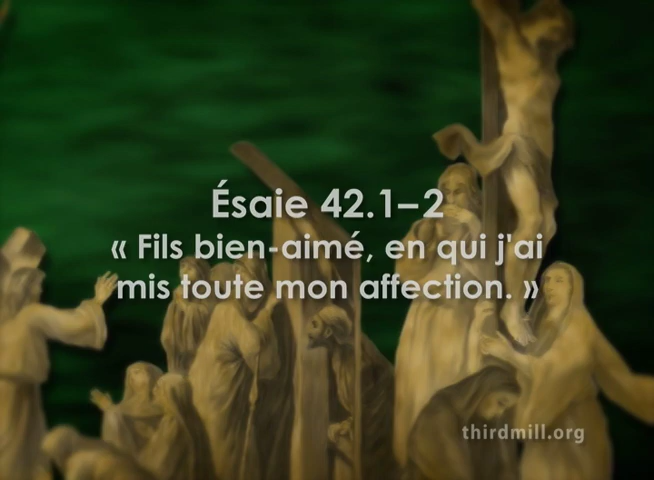 Ésaie 42.1–2
« Fils bien-aimé, en qui j'ai
mis toute mon affection. »
thirdmill.org